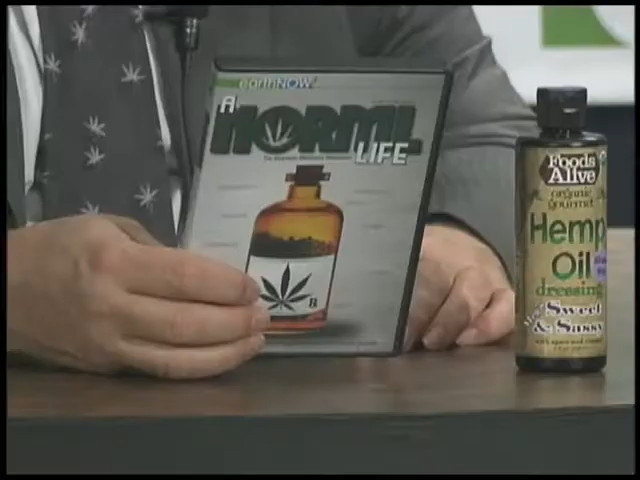 earthNOW
A
NORML
LIFE
℞
Foods
Alive
organic
gourmet
Hemp
Oil
dressing
Sweet
& Sassy